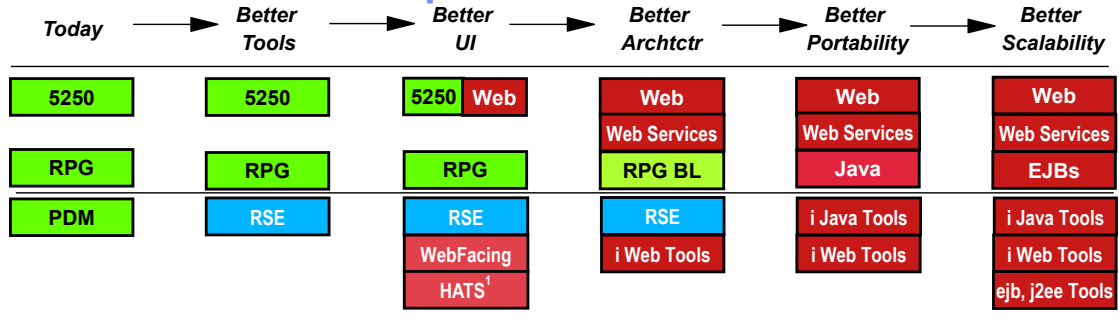 Today Better Tools Better UI Better Archtctr Better Portability Better Scalability
5250 5250 5250 Web Web Web Web
Web Services Web Services Web Services
RPG RPG RPG RPG BL Java EJBs
PDM RSE RSE RSE i Java Tools i Java Tools
WebFacing i Web Tools i Web Tools i Web Tools
HATS1 ejb, j2ee Tools